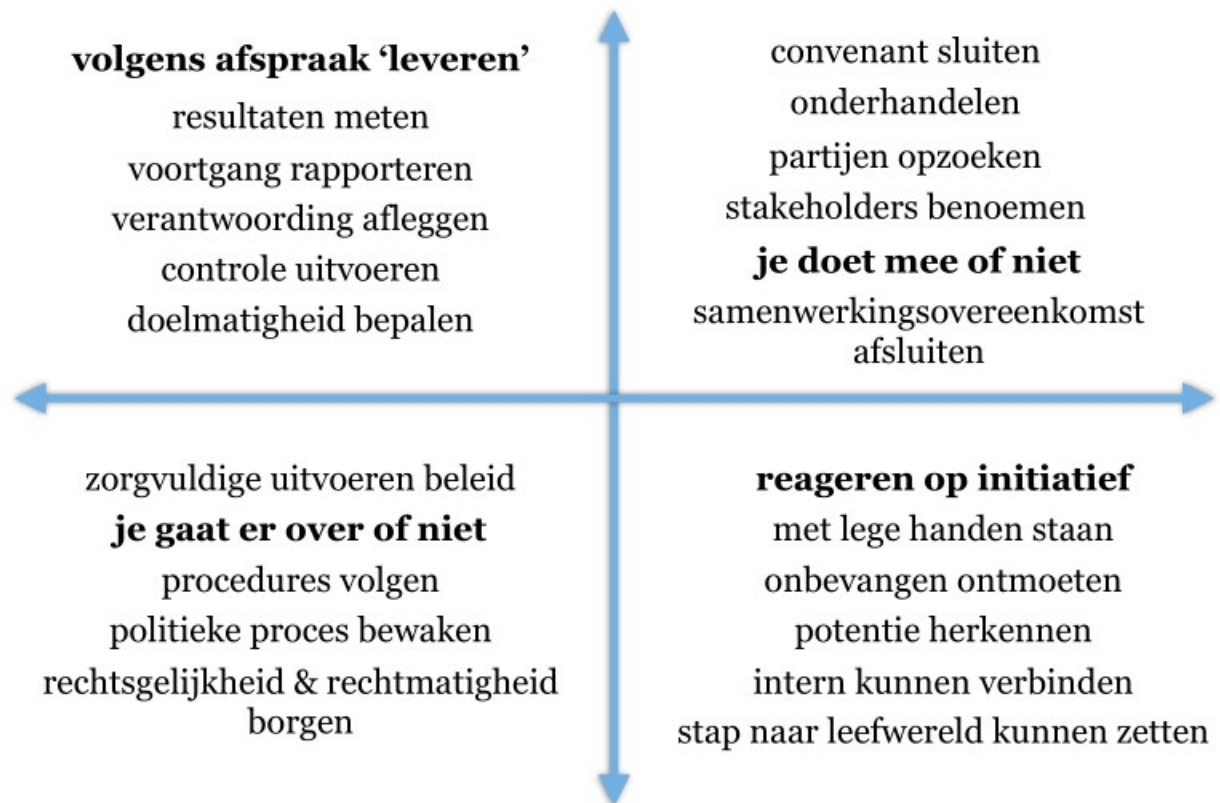 volgens afspraak ‘leveren’
resultaten meten
voortgang rapporteren
verantwoording afleggen
controle uitvoeren
doelmatigheid bepalen
convenant sluiten
onderhandelen
partijen opzoeken
stakeholders benoemen
je doet mee of niet
samenwerkingsovereenkomst
afsluiten
zorgvuldige uitvoeren beleid
je gaat er over of niet
procedures volgen
politieke proces bewaken
rechtsgelijkheid & rechtmatigheid
borgen
reageren op initiatief
met lege handen staan
onbevangen ontmoeten
potentie herkennen
intern kunnen verbinden
stap naar leefwereld kunnen zetten